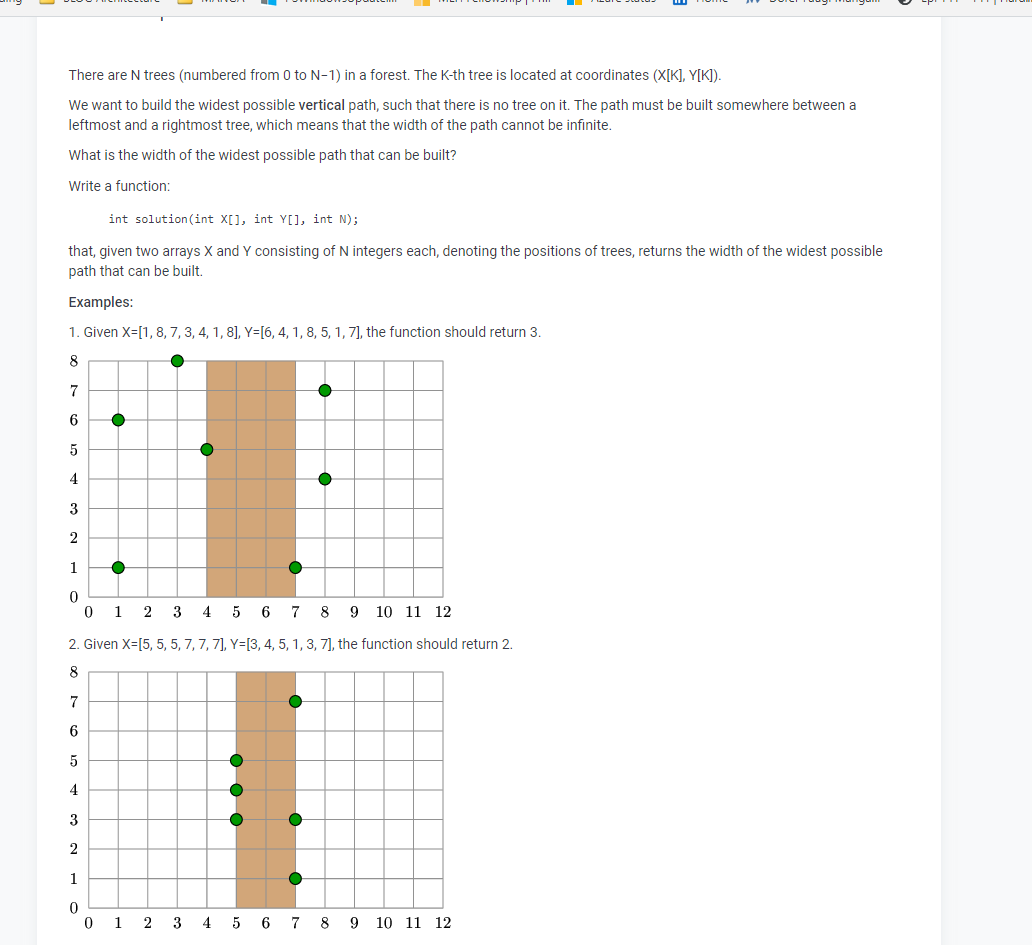 There are N trees (numbered from 0 to N-1) in a forest. The K-th tree is located at coordinates (X[K], Y[K]).
We want to build the widest possible vertical path, such that there is no tree on it. The path must be built somewhere between a
leftmost and a rightmost tree, which means that the width of the path cannot be infinite.
What is the width of the widest possible path that can be built?
Write a function:
int solution(int X[], int Y[], int N);
that, given two arrays X and Y consisting of N integers each, denoting the positions of trees, returns the width of the widest possible
path that can be built.
Examples:
1. Given X=[1, 8, 7, 3, 4, 1, 8], Y=[6, 4, 1, 8, 5, 1, 7], the function should return 3.
8
7
6
5
4
3
2
1
0
0 1 2 3 4 5 6 7 8 9 10 11 12
2. Given X=[5, 5, 5, 7, 7, 7], Y=[3, 4, 5, 1, 3, 7], the function should return 2.
8
7
6
5
4
3
2
1
0
0 1 2 3 4 5 6 7 8 9 10 11 12